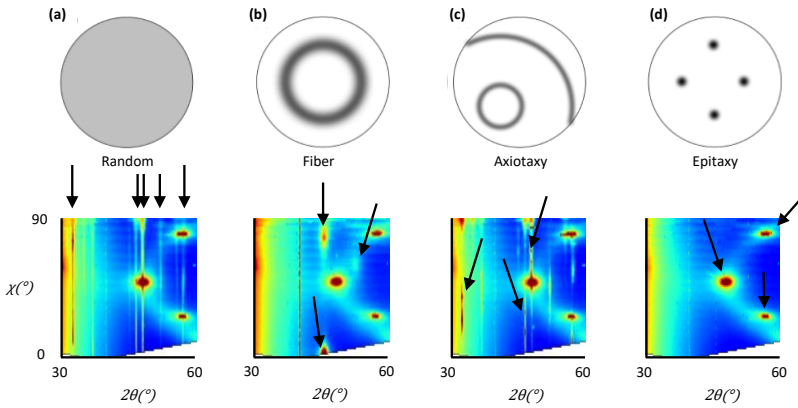 (a) (b) (c) (d)
Random Fiber Axiotaxy Epitaxy
90
χ(°)
0
30 60 30 60 30 60 30 60
2θ(°) 2θ(°) 2θ(°) 2θ(°)